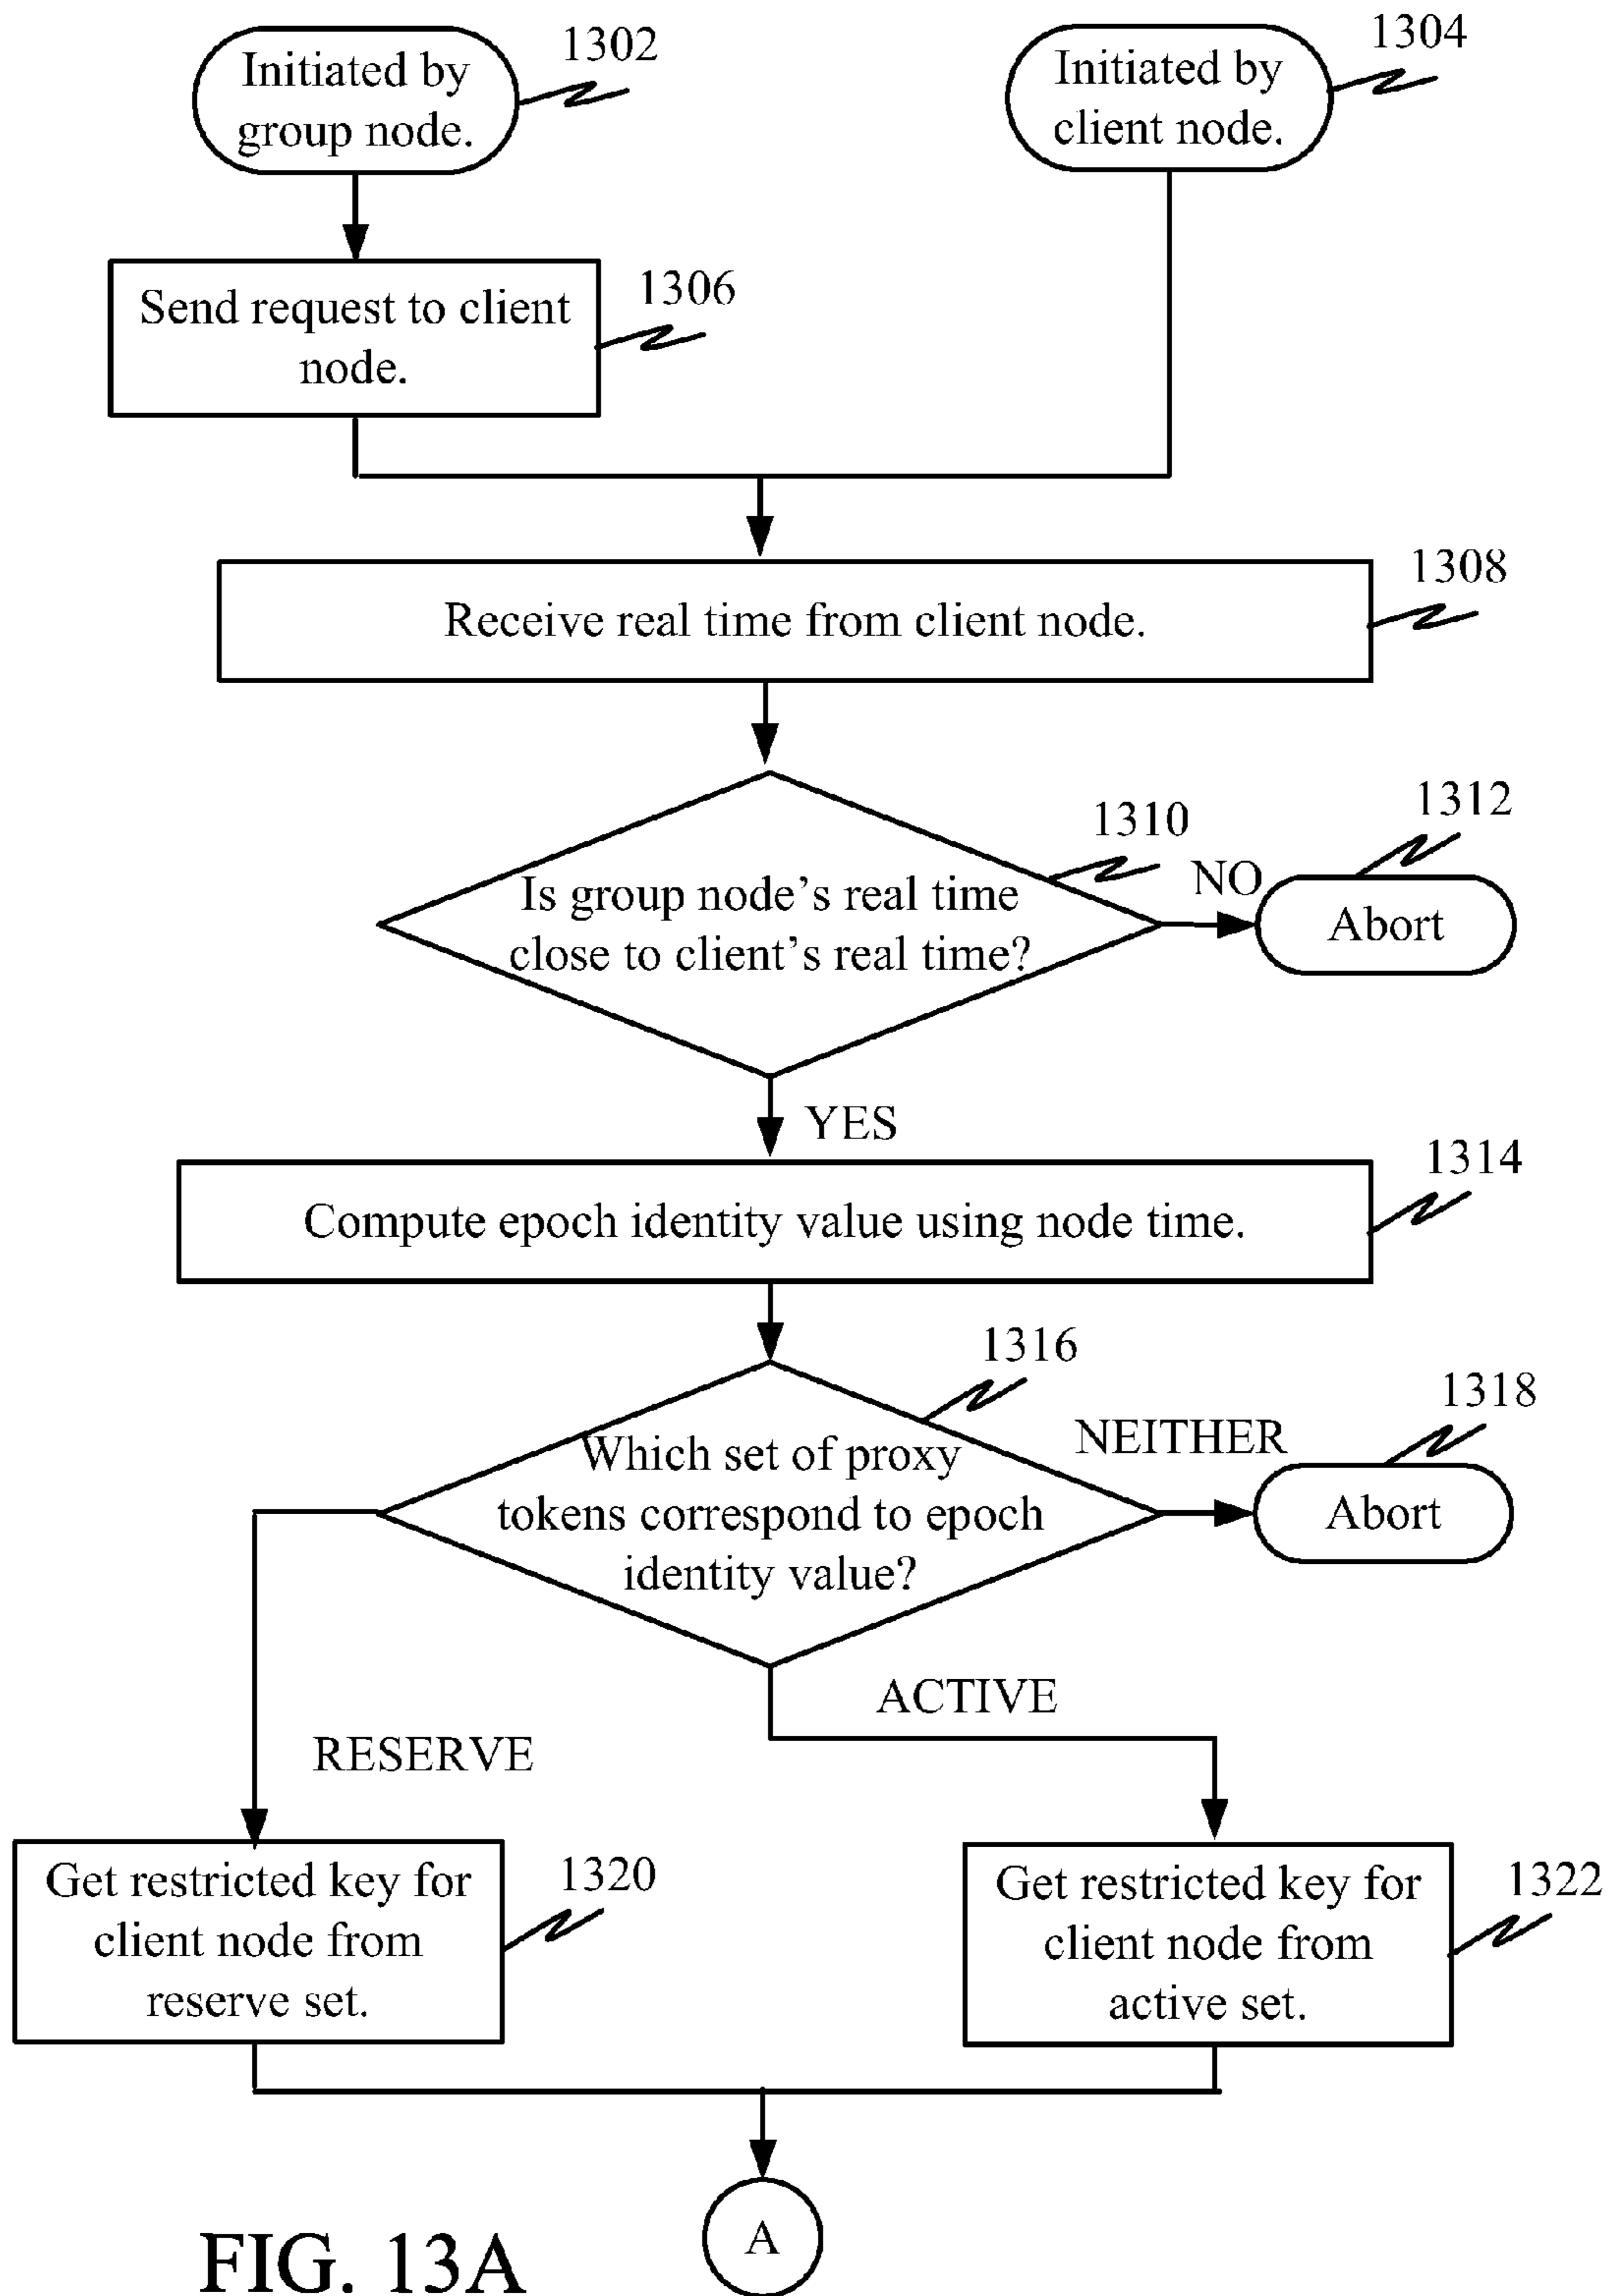 1302
Initiated by
group node.
1304
Initiated by
client node.
1306
Send request to client
node.
1308
Receive real time from client node.
1310
1312
NO
Is group node’s real time
close to client’s real time?
Abort
YES
1314
Compute epoch identity value using node time.
1316
1318
NEITHER
Which set of proxy
tokens correspond to epoch
identity value?
Abort
ACTIVE
RESERVE
1320
Get restricted key for
client node from
reserve set.
1322
Get restricted key for
client node from
active set.
A
FIG. 13A